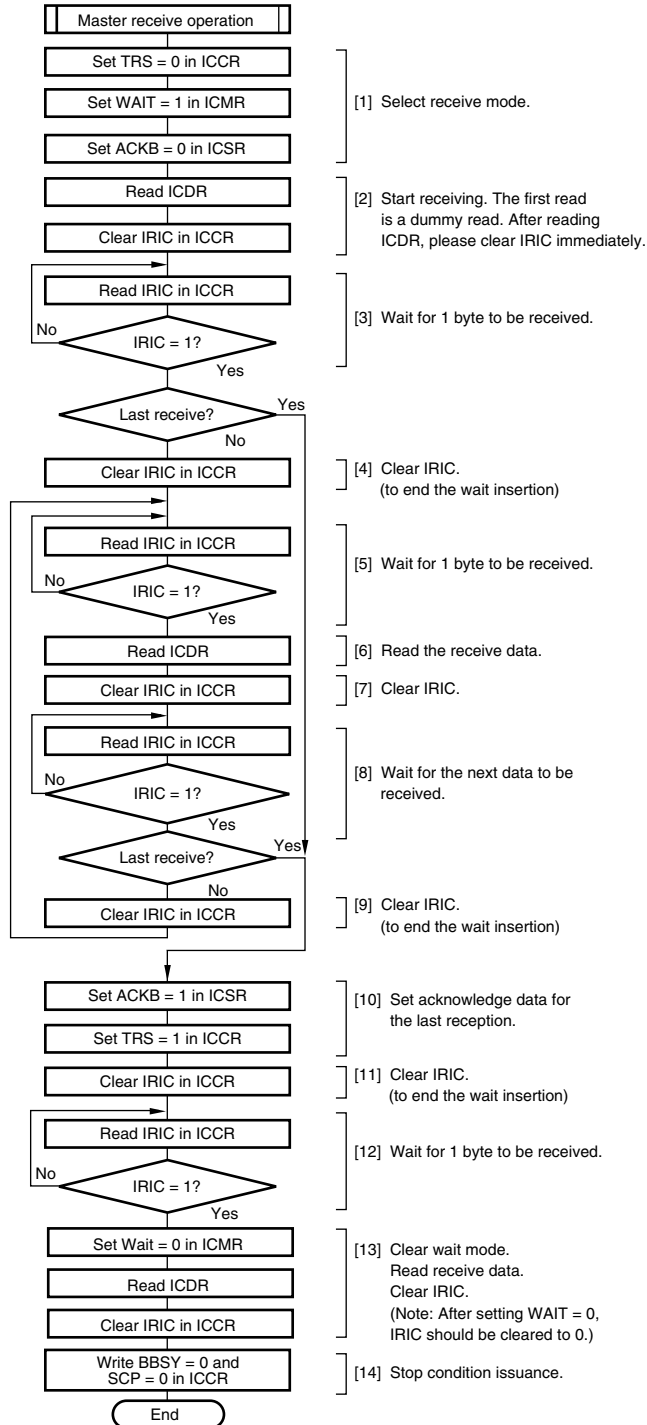 Master receive operation
Set TRS = 0 in ICCR
Set WAIT = 1 in ICMR
Set ACKB = 0 in ICSR
[1] Select receive mode.
Read ICDR
Clear IRIC in ICCR
[2] Start receiving. The first read
is a dummy read. After reading
ICDR, please clear IRIC immediately.
Read IRIC in ICCR
No
IRIC = 1?
Yes
[3] Wait for 1 byte to be received.
Last receive?
Yes
No
Clear IRIC in ICCR
[4] Clear IRIC.
(to end the wait insertion)
Read IRIC in ICCR
No
IRIC = 1?
Yes
[5] Wait for 1 byte to be received.
Read ICDR
[6] Read the receive data.
Clear IRIC in ICCR
[7] Clear IRIC.
Read IRIC in ICCR
No
IRIC = 1?
Yes
[8] Wait for the next data to be
received.
Last receive?
Yes
No
Clear IRIC in ICCR
[9] Clear IRIC.
(to end the wait insertion)
Set ACKB = 1 in ICSR
Set TRS = 1 in ICCR
[10] Set acknowledge data for
the last reception.
Clear IRIC in ICCR
[11] Clear IRIC.
(to end the wait insertion)
Read IRIC in ICCR
No
IRIC = 1?
Yes
[12] Wait for 1 byte to be received.
Set Wait = 0 in ICMR
Read ICDR
Clear IRIC in ICCR
[13] Clear wait mode.
Read receive data.
Clear IRIC.
(Note: After setting WAIT = 0,
IRIC should be cleared to 0.)
Write BBSY = 0 and
SCP = 0 in ICCR
[14] Stop condition issuance.
End